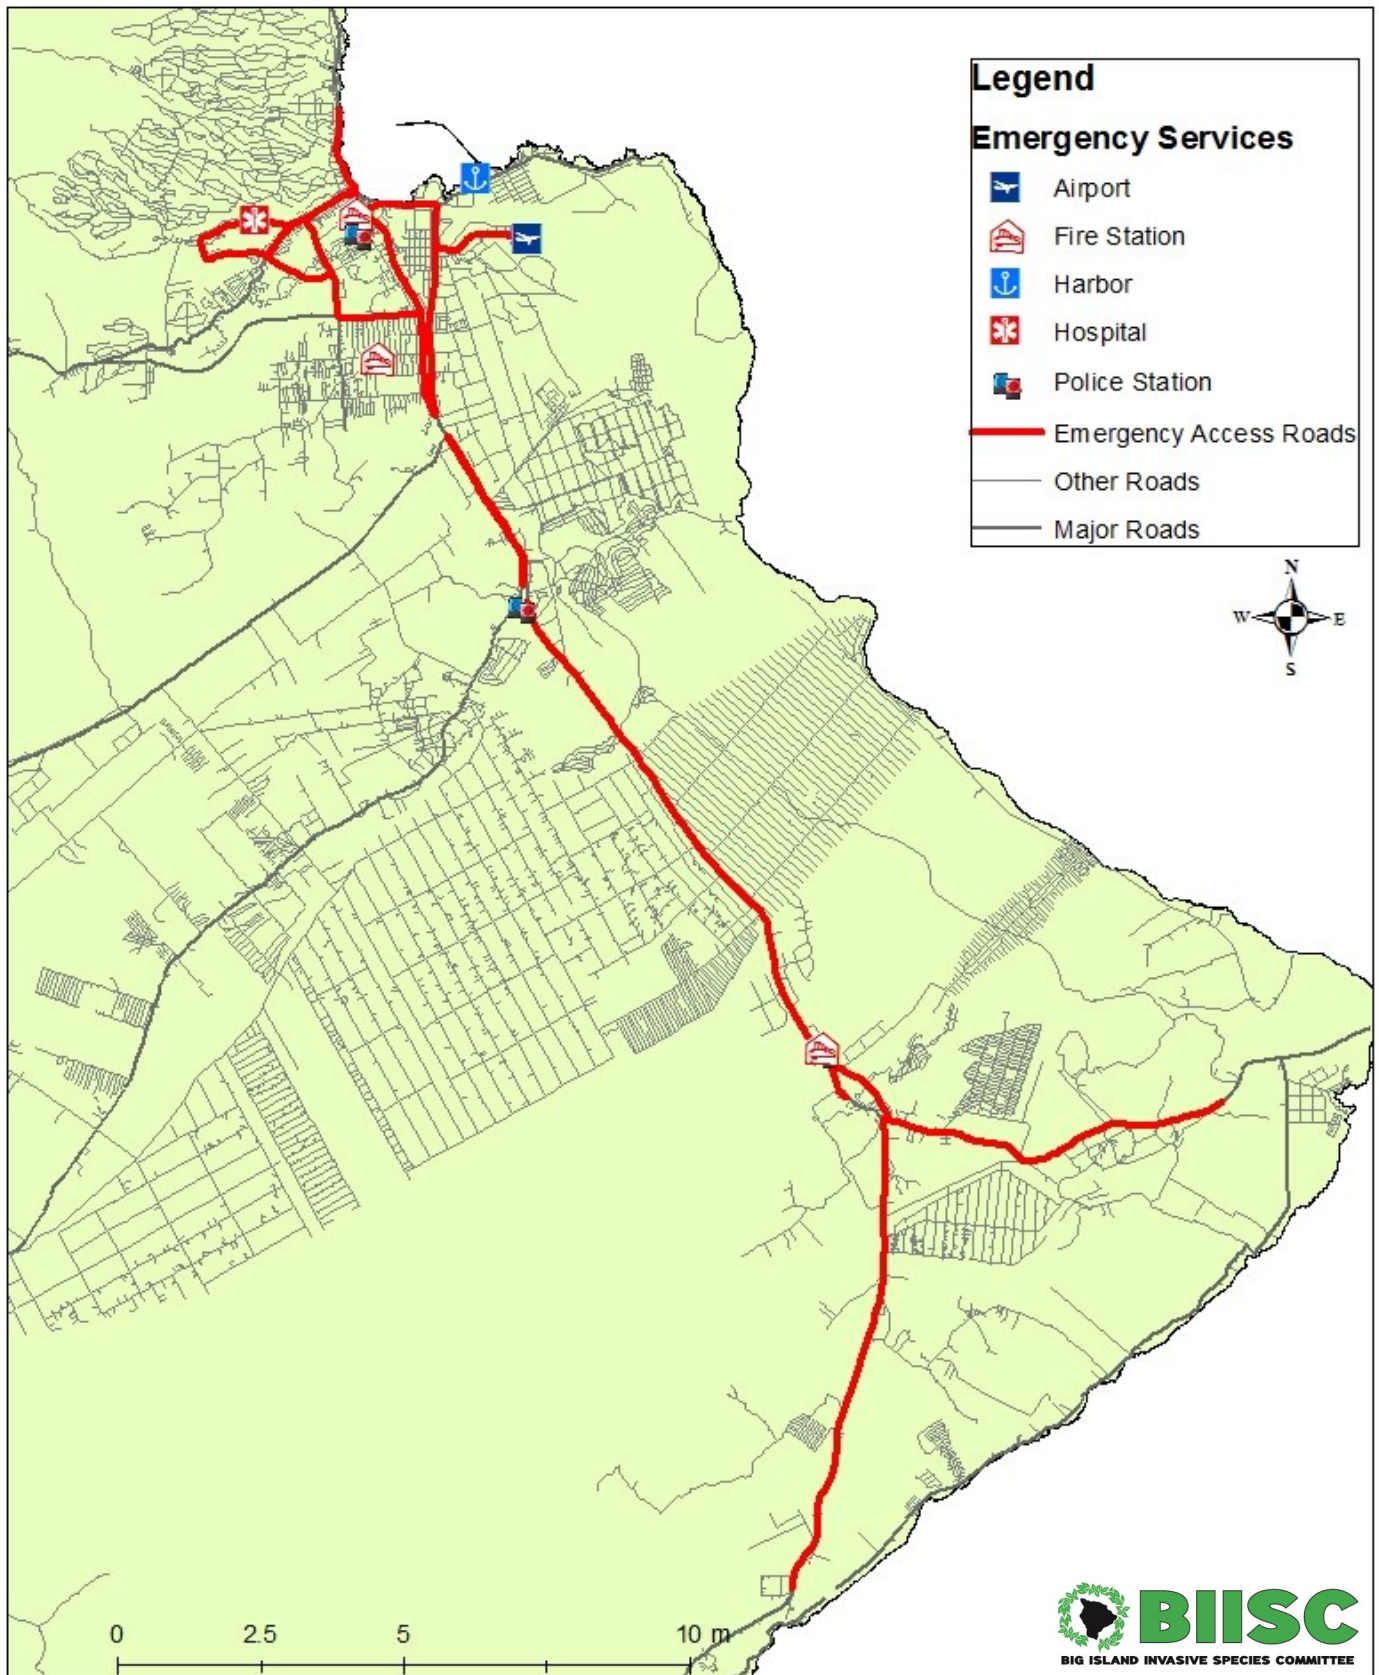 Legend
Emergency Services
Airport
Fire Station
Harbor
Hospital
Police Station
Emergency Access Roads
Other Roads
Major Roads
N
W E
S
0 2.5 5 10 m
BIISC
BIG ISLAND INVASIVE SPECIES COMMITTEE